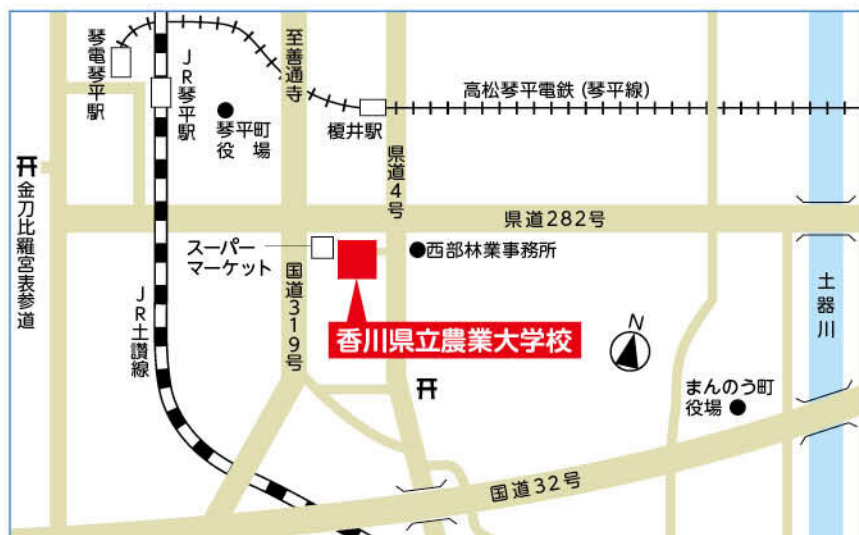 琴電琴平駅
JR琴平駅
至善通寺
琴平町
役場
榎井駅
高松琴平電鉄 (琴平線)
県道4号
金刀比羅宮表参道
県道282号
スーパー
マーケット
西部林業事務所
国道319号
JR土讃線
香川県立農業大学校
N
土器川
まんのう町
役場
国道32号